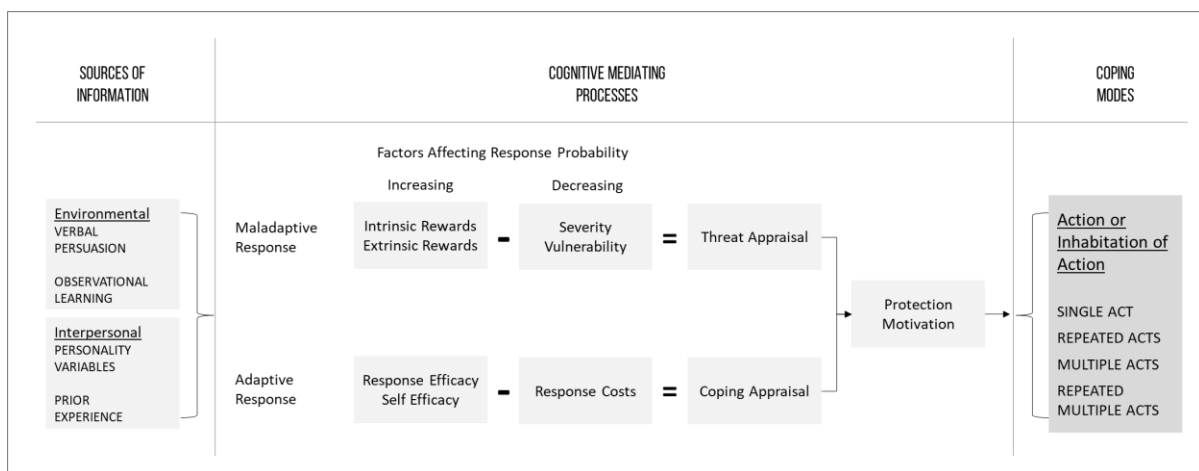 SOURCES OF
INFORMATION
COGNITIVE MEDIATING
PROCESSES
COPING
MODES
Factors Affecting Response Probability
Increasing
Decreasing
Environmental
VERBAL
PERSUASION
OBSERVATIONAL
LEARNING
Interpersonal
PERSONALITY
VARIABLES
PRIOR
EXPERIENCE
Maladaptive
Response
Intrinsic Rewards
Extrinsic Rewards
-
Severity
Vulnerability
=
Threat Appraisal
Adaptive
Response
Response Efficacy
Self Efficacy
-
Response Costs
=
Coping Appraisal
Protection
Motivation
Action or
Inhabitation of
Action
SINGLE ACT
REPEATED ACTS
MULTIPLE ACTS
REPEATED
MULTIPLE ACTS